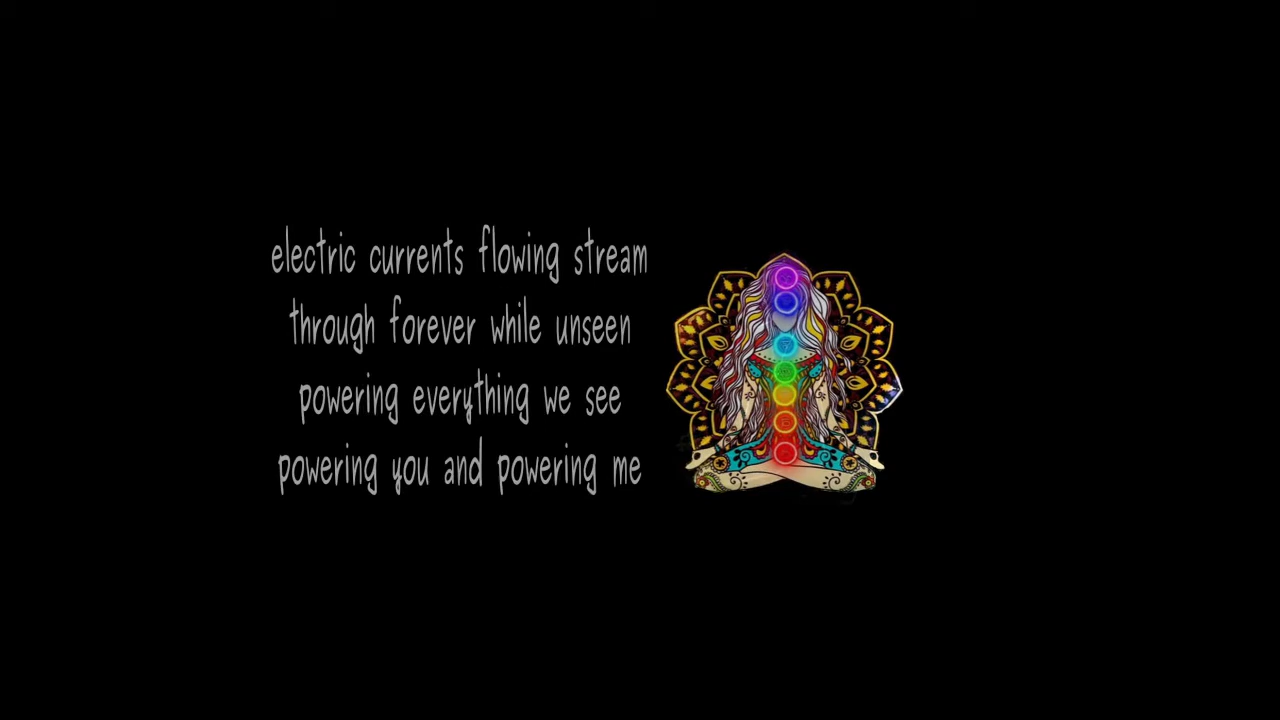 electric currents flowing stream
through forever while unseen
powering everything we see
powering you and powering me